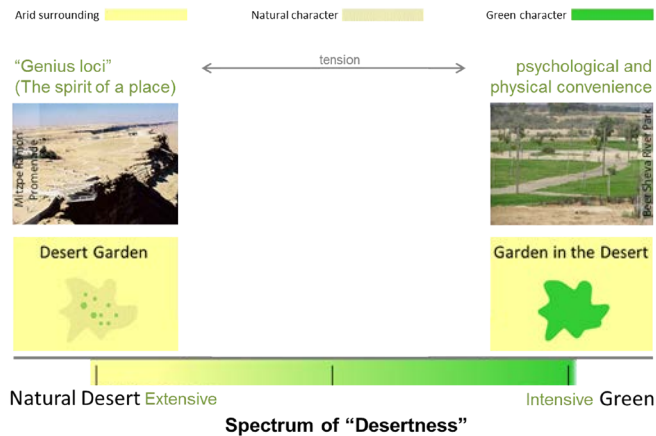 Arid surrounding
Natural character
Green character
“Genius loci”
(The spirit of a place)
tension
psychological and
physical convenience
Mitzpe Ramon
Promenade
Beer Sheva River Park
Desert Garden
Garden in the Desert
Natural Desert Extensive
Intensive Green
Spectrum of “Desertness”